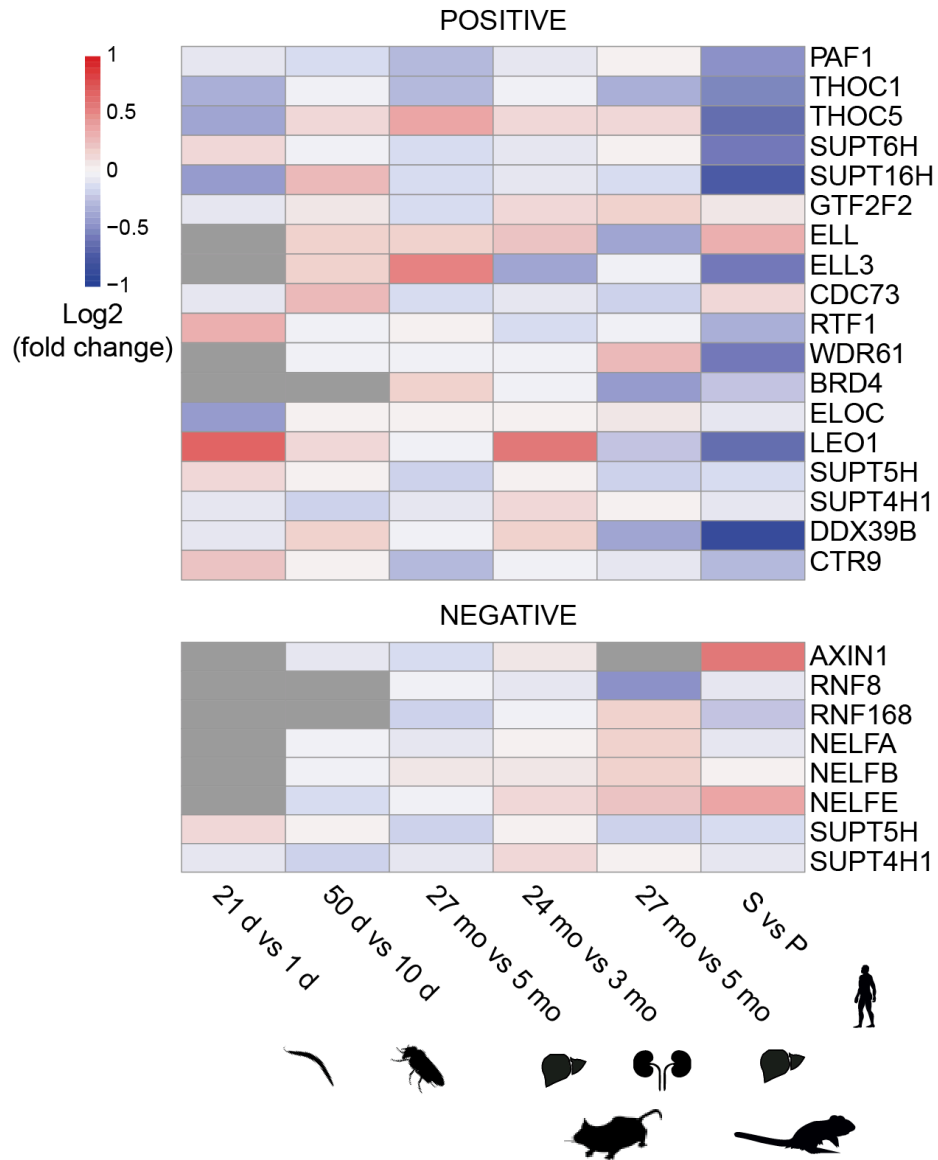 POSITIVE
1
0.5
0
−0.5
−1
Log2
(fold change)
PAF1
THOC1
THOC5
SUPT6H
SUPT16H
GTF2F2
ELL
ELL3
CDC73
RTF1
WDR61
BRD4
ELOC
LEO1
SUPT5H
SUPT4H1
DDX39B
CTR9
NEGATIVE
AXIN1
RNF8
RNF168
NELFA
NELFB
NELFE
SUPT5H
SUPT4H1
21 d vs 1 d
50 d vs 10 d
27 mo vs 5 mo
24 mo vs 3 mo
27 mo vs 5 mo
S vs P